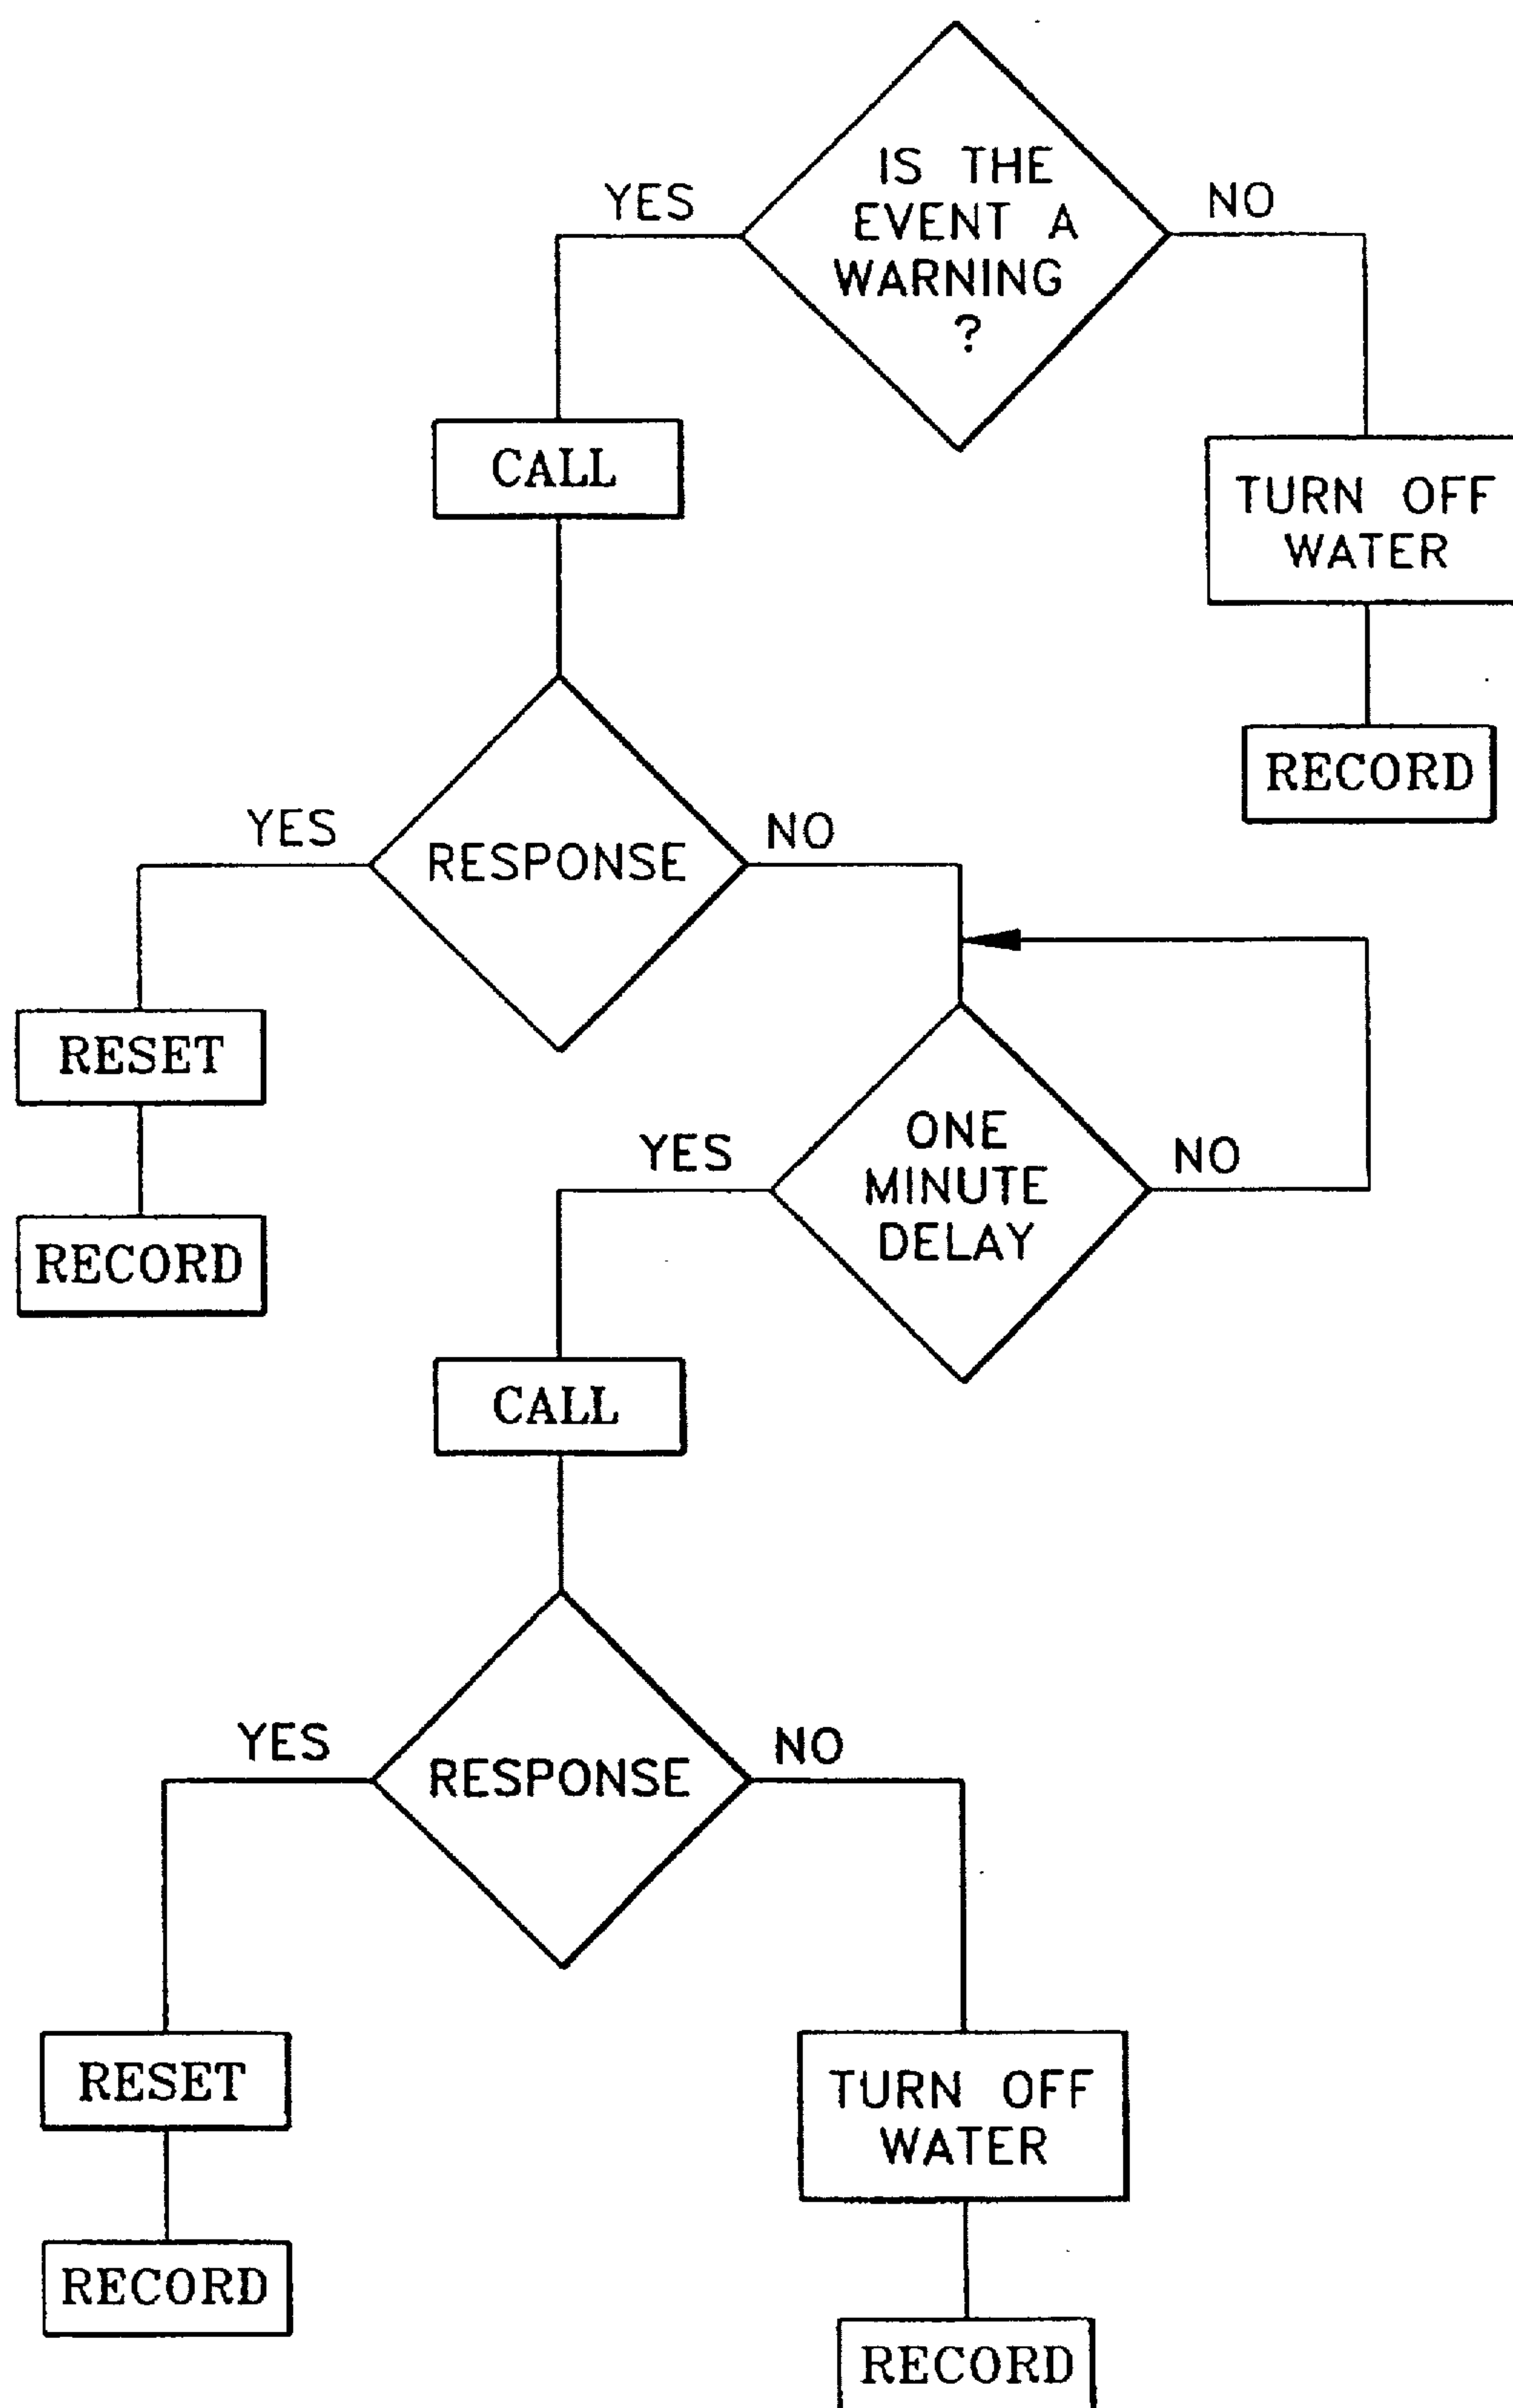 IS THE
EVENT A
WARNING
?
YES
NO
CALL
TURN OFF
WATER
RECORD
YES
RESPONSE
NO
RESET
RECORD
ONE
MINUTE
DELAY
YES
NO
CALL
YES
RESPONSE
NO
RESET
RECORD
TURN OFF
WATER
RECORD